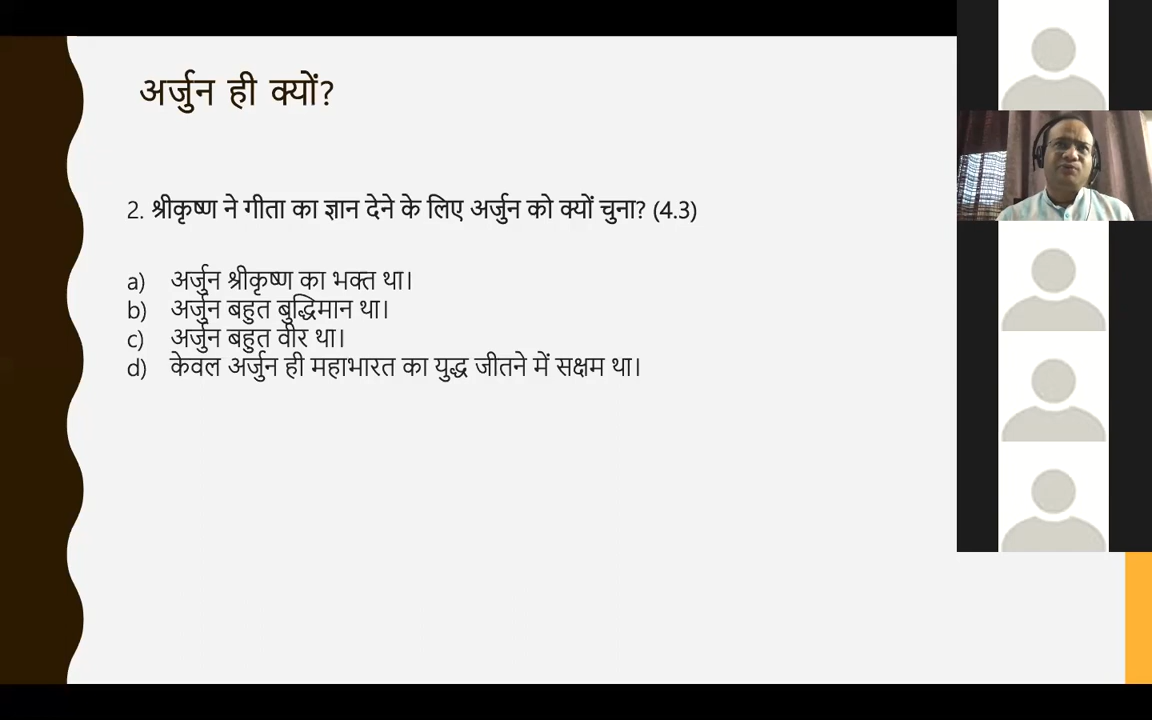 अर्जुन ही क्यों?
2. श्रीकृष्ण ने गीता का ज्ञान देने के लिए अर्जुन को क्यों चुना? (4.3)
a) अर्जुन श्रीकृष्ण का भक्त था।
b) अर्जुन बहुत बुद्धिमान था।
c) अर्जुन बहुत वीर था।
d) केवल अर्जुन ही महाभारत का युद्ध जीतने में सक्षम था।